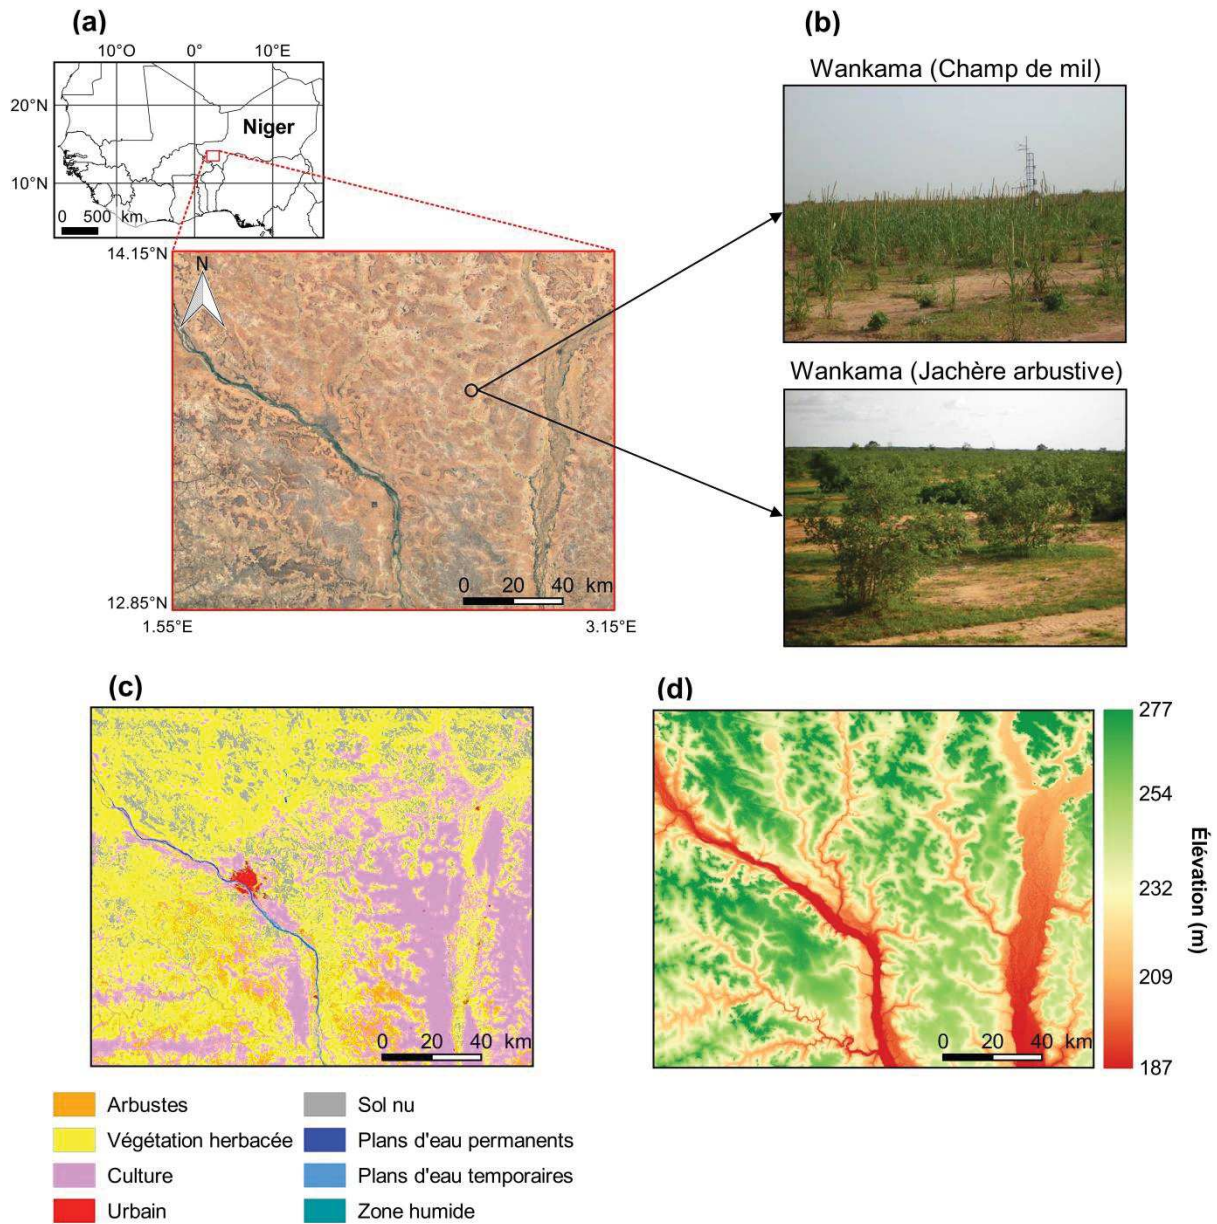 (a)
(b)
10°O 0° 10°E
20°N
10°N
Niger
0 500 km
Wankama (Champ de mil)
14.15°N
N
12.85°N
1.55°E
3.15°E
0 20 40 km
Wankama (Jachère arbustive)
(c)
0 20 40 km
(d)
0 20 40 km
277
254
232
209
187
Élévation (m)
Arbustes
Végétation herbacée
Culture
Urbain
Sol nu
Plans d'eau permanents
Plans d'eau temporaires
Zone humide